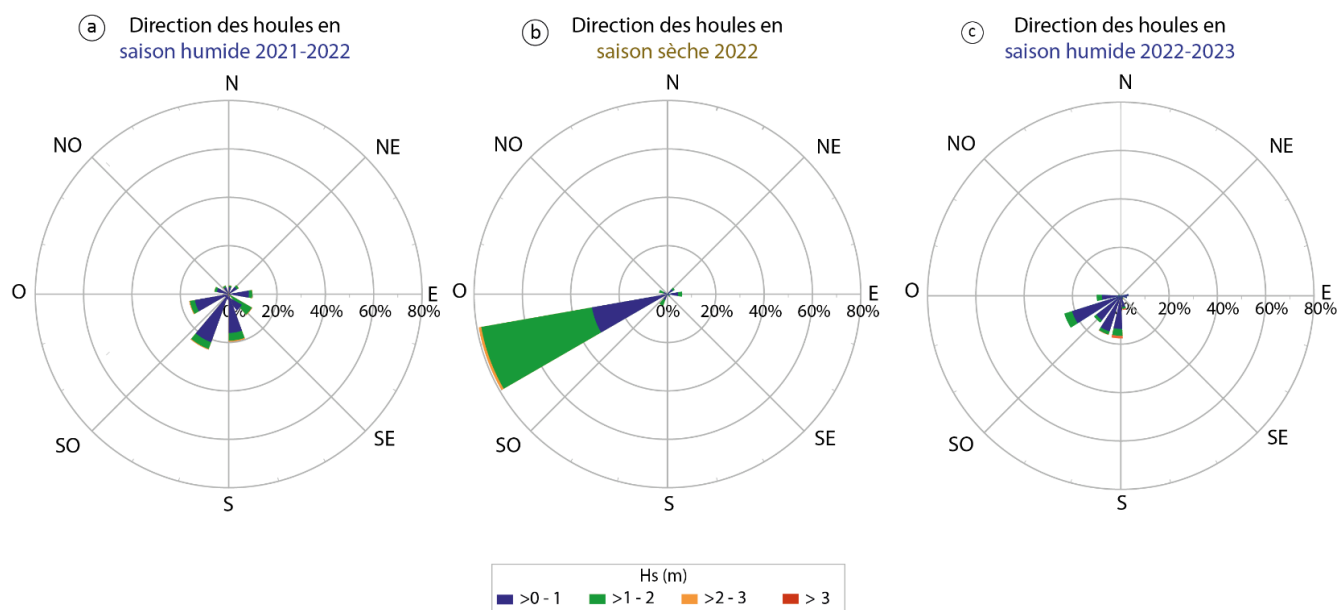 a Direction des houles en
saison humide 2021-2022
N
NO
NE
O
E
0% 20% 40% 60% 80%
SO
SE
S
b Direction des houles en
saison sèche 2022
N
NO
NE
O
E
0% 20% 40% 60% 80%
SO
SE
S
c Direction des houles en
saison humide 2022-2023
N
NO
NE
O
E
0% 20% 40% 60% 80%
SO
SE
S
Hs (m)
>0 - 1 >1 - 2 >2 - 3 > 3